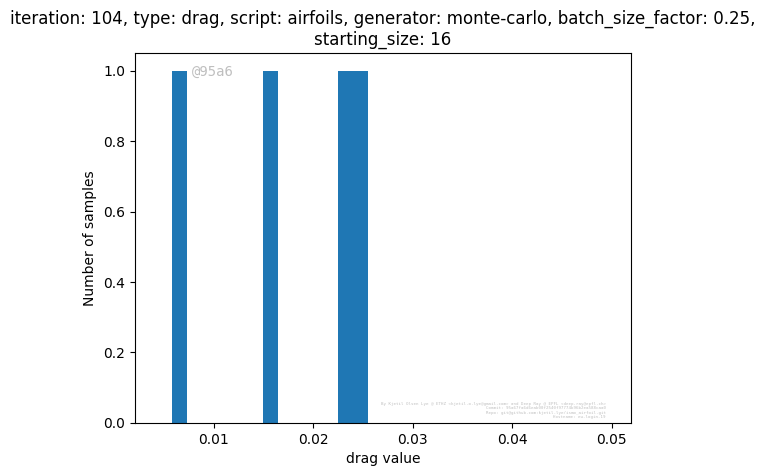 iteration: 104, type: drag, script: airfoils, generator: monte-carlo, batch_size_factor: 0.25,
starting_size: 16
@95a6
1.0
0.8
0.6
0.4
0.2
0.0
Number of samples
0.01 0.02 0.03 0.04 0.05
drag value